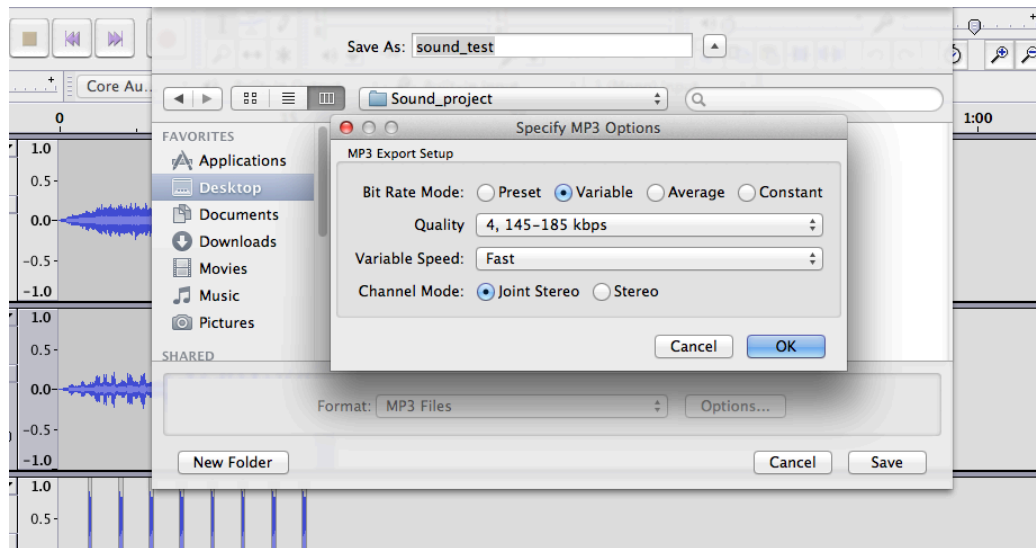 Save As: sound_test
Core Au...
Sound_project
0
1:00
FAVORITES
Applications
Desktop
Documents
Downloads
Movies
Music
Pictures
SHARED
Specify MP3 Options
MP3 Export Setup
Bit Rate Mode: Preset Variable Average Constant
Quality 4, 145-185 kbps
Variable Speed: Fast
Channel Mode: Joint Stereo Stereo
Cancel OK
Format: MP3 Files Options...
New Folder Cancel Save
1.0
0.5-
0.0-
-0.5-
-1.0
1.0
0.5-
0.0-
-0.5-
-1.0
1.0
0.5-